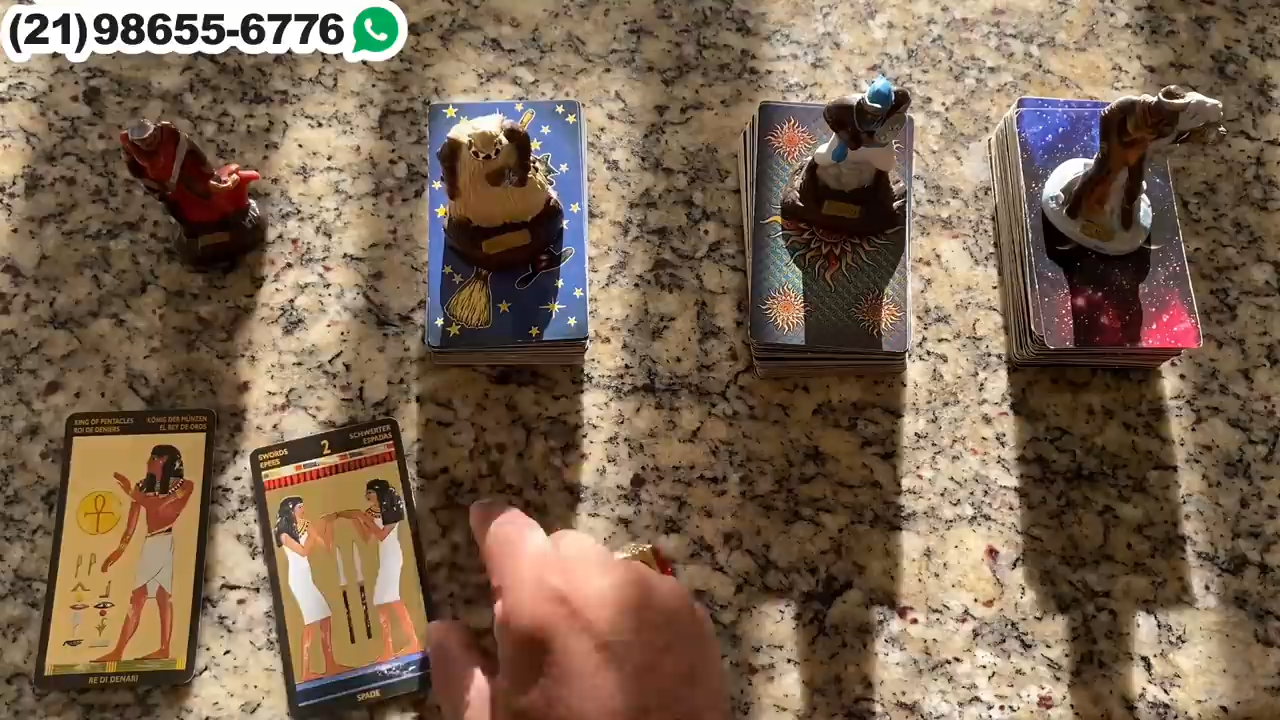 (21)98655-6776
KING OF PENTACLES KÖNIG DER MÜNZEN
ROI DE DENIERS EL REY DE OROS
RE DI DENARI
SWORDS 2 SCHWERTER
EPEES ESPADAS
SPADE